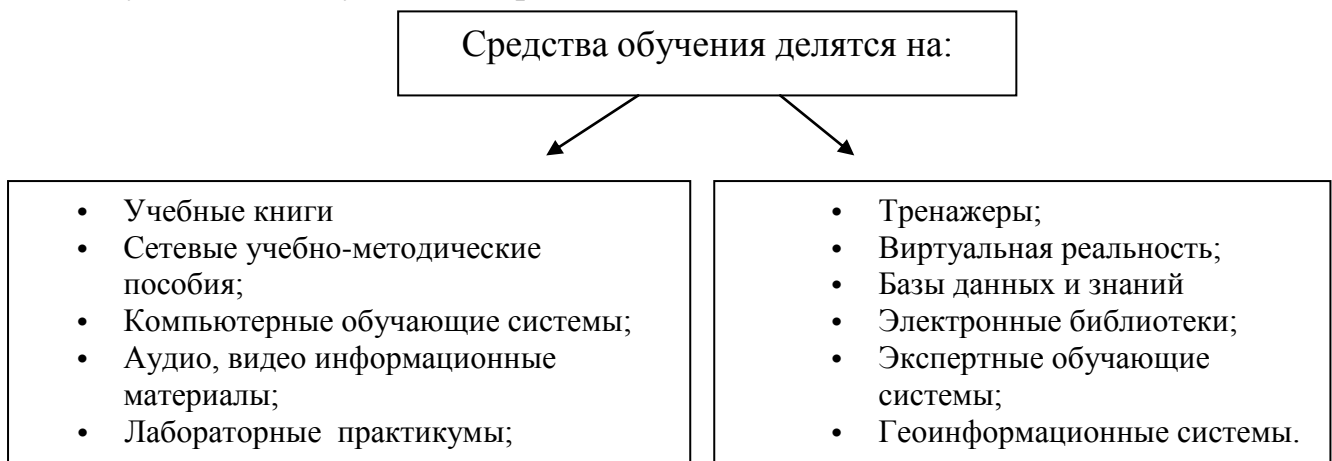 Средства обучения делятся на:
• Учебные книги
• Сетевые учебно-методические
пособия;
• Компьютерные обучающие системы;
• Аудио, видео информационные
материалы;
• Лабораторные практикумы;
• Тренажеры;
• Виртуальная реальность;
• Базы данных и знаний
• Электронные библиотеки;
• Экспертные обучающие
системы;
• Геоинформационные системы.